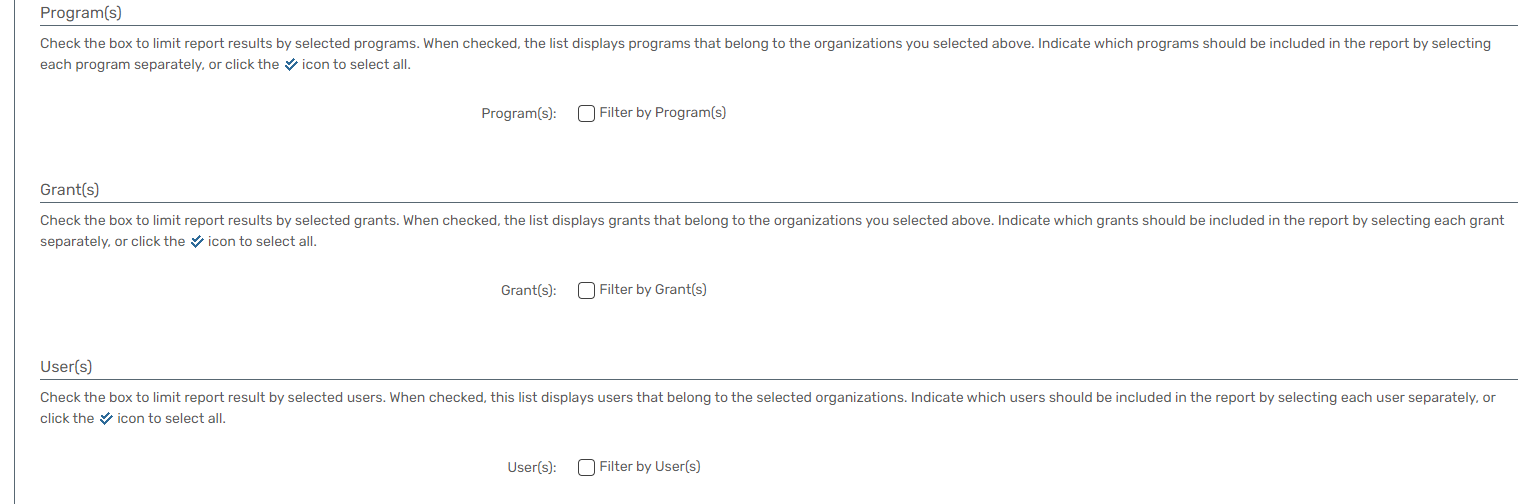 Program(s)
Check the box to limit report results by selected programs. When checked, the list displays programs that belong to the organizations you selected above. Indicate which programs should be included in the report by selecting
each program separately, or click the icon to select all.
Program(s): Filter by Program(s)
Grant(s)
Check the box to limit report results by selected grants. When checked, the list displays grants that belong to the organizations you selected above. Indicate which grants should be included in the report by selecting each grant
separately, or click the icon to select all.
Grant(s): Filter by Grant(s)
User(s)
Check the box to limit report result by selected users. When checked, this list displays users that belong to the selected organizations. Indicate which users should be included in the report by selecting each user separately, or
click the icon to select all.
User(s): Filter by User(s)